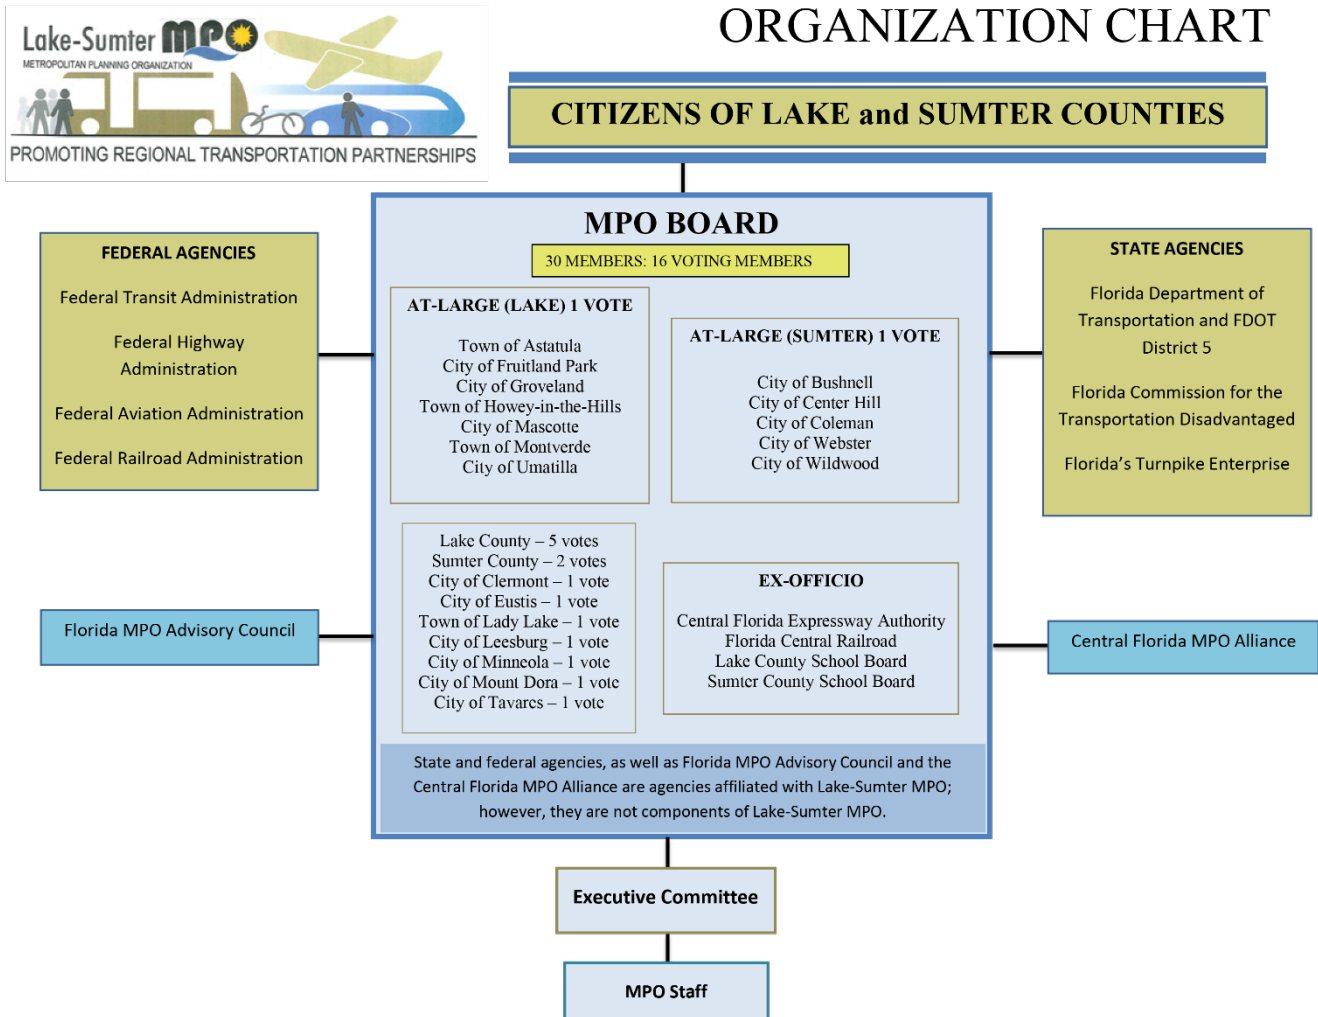 Lake-Sumter MPO
METROPOLITAN PLANNING ORGANIZATION
PROMOTING REGIONAL TRANSPORTATION PARTNERSHIPS
ORGANIZATION CHART
CITIZENS OF LAKE and SUMTER COUNTIES
MPO BOARD
30 MEMBERS: 16 VOTING MEMBERS
FEDERAL AGENCIES
Federal Transit Administration
Federal Highway
Administration
Federal Aviation Administration
Federal Railroad Administration
AT-LARGE (LAKE) 1 VOTE
Town of Astatula
City of Fruitland Park
City of Groveland
Town of Howey-in-the-Hills
City of Mascotte
Town of Montverde
City of Umatilla
AT-LARGE (SUMTER) 1 VOTE
City of Bushnell
City of Center Hill
City of Coleman
City of Webster
City of Wildwood
STATE AGENCIES
Florida Department of
Transportation and FDOT
District 5
Florida Commission for the
Transportation Disadvantaged
Florida’s Turnpike Enterprise
Florida MPO Advisory Council
Lake County – 5 votes
Sumter County – 2 votes
City of Clermont – 1 vote
City of Eustis – 1 vote
Town of Lady Lake – 1 vote
City of Leesburg – 1 vote
City of Minneola – 1 vote
City of Mount Dora – 1 vote
City of Tavares – 1 vote
EX-OFFICIO
Central Florida Expressway Authority
Florida Central Railroad
Lake County School Board
Sumter County School Board
Central Florida MPO Alliance
State and federal agencies, as well as Florida MPO Advisory Council and the
Central Florida MPO Alliance are agencies affiliated with Lake-Sumter MPO;
however, they are not components of Lake-Sumter MPO.
Executive Committee
MPO Staff